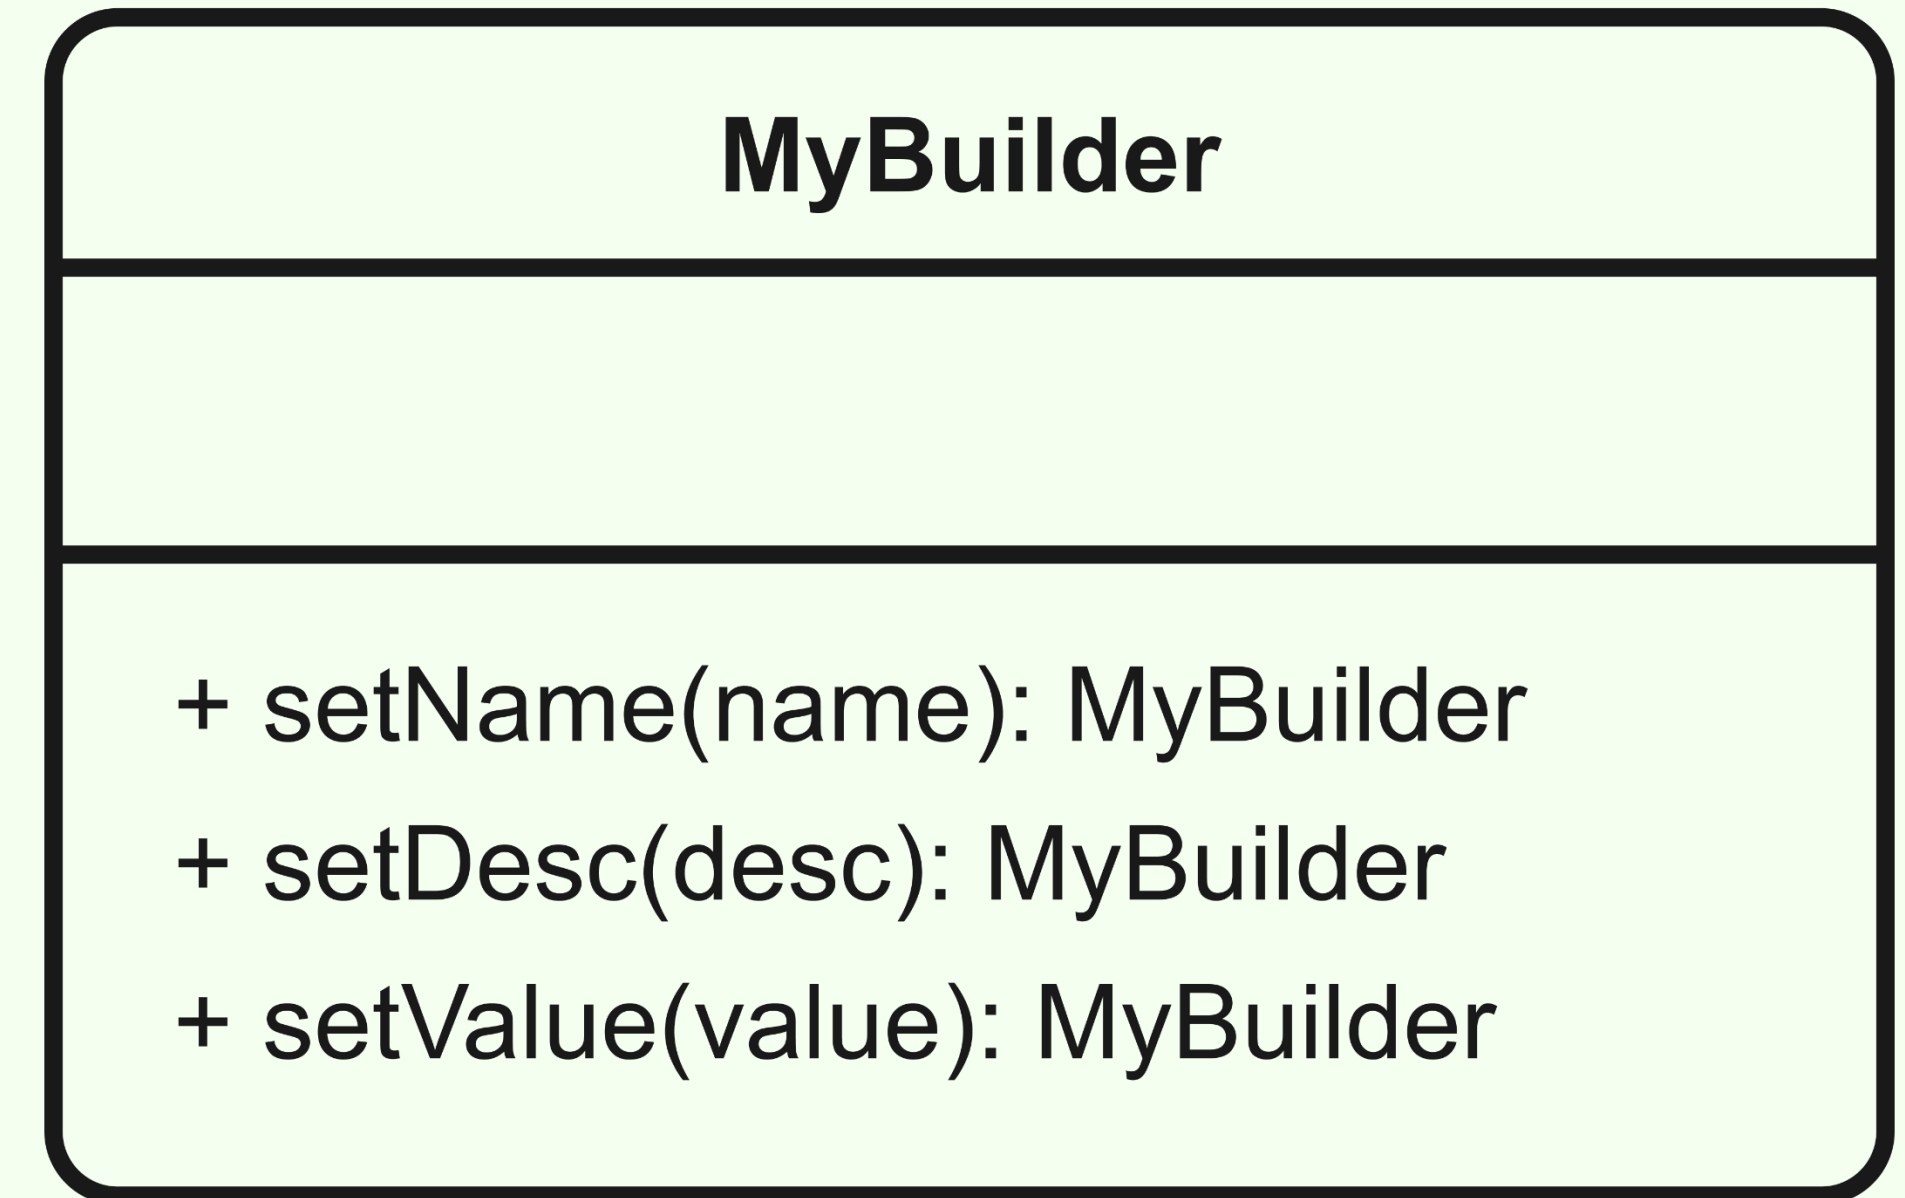 MyBuilder
+ setName(name): MyBuilder
+ setDesc(desc): MyBuilder
+ setValue(value): MyBuilder